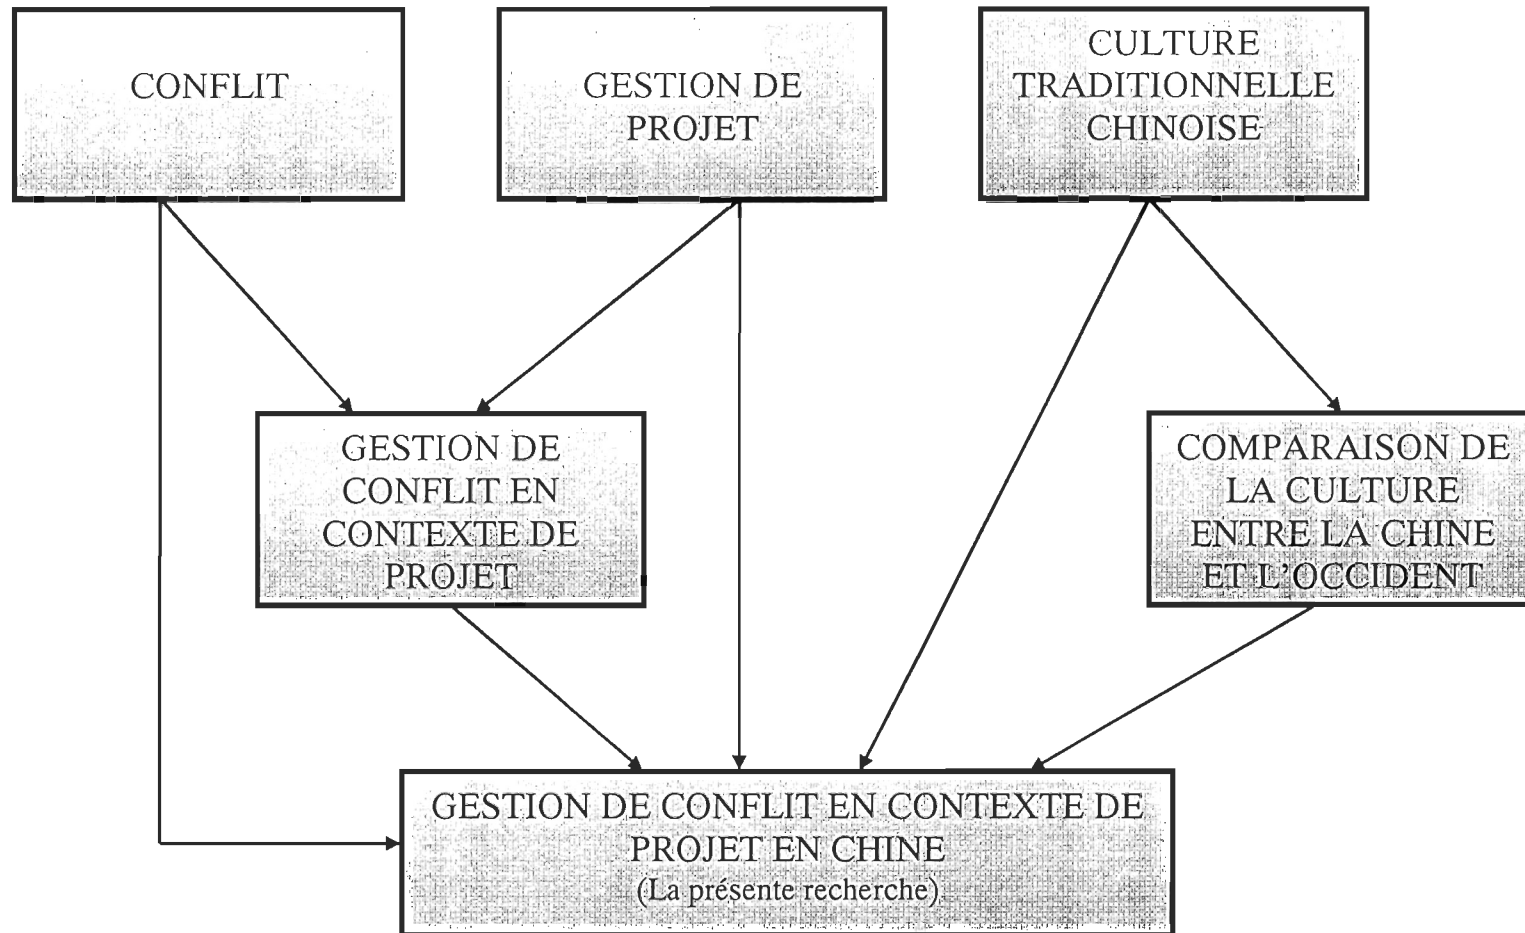 CONFLIT
GESTION DE
PROJET
CULTURE
TRADITIONNELLE
CHINOISE
GESTION DE
CONFLIT EN
CONTEXTE DE
PROJET
COMPARAISON DE
LA CULTURE
ENTRE LA CHINE
ET L'OCCIDENT
GESTION DE CONFLIT EN CONTEXTE DE
PROJET EN CHINE
(La présente recherche)